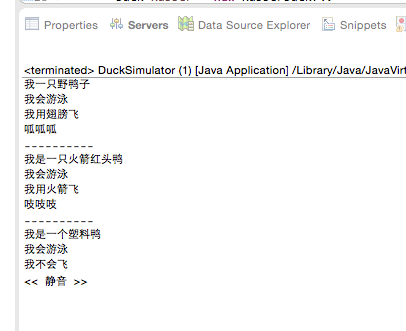 Properties Servers Data Source Explorer Snippets
<terminated> DuckSimulator (1) [Java Application] /Library/Java/JavaVirt
我一只野鸭子
我会游泳
我用翅膀飞
呱呱呱
----------
我是一只火箭红头鸭
我会游泳
我用火箭飞
吱吱吱
----------
我是一个塑料鸭
我会游泳
我不会飞
<< 静音 >>